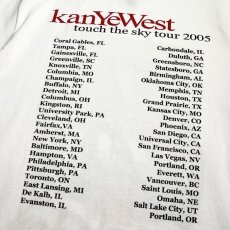 kanYeWest
touch the sky tour 2005
Coral Gables, FL
Tampa, FL
Gainesville, FL
Greenville, SC
Knoxville, TN
Columbia, MO
Champaign, IL
Buffalo, NY
Detroit, MI
Columbus, OH
Kingston, RI
University Park, PA
Cleveland, OH
Fairfax, VA
Amherst, MA
New York, NY
Baltimore, MD
Hampton, VA
Philadelphia, PA
Pittsburgh, PA
Toronto, ON
East Lansing, MI
De Kalb, IL
Evanston, IL
Carbondale, IL
Duluth, GA
Greensboro, NC
Statesboro, GA
Birmingham, AL
Oklahoma City, OK
Memphis, TN
Houston, TX
Grand Prairie, TX
Kansas City, MO
Denver, CO
Phoenix, AZ
San Diego, CA
Universal City, CA
San Francisco, CA
Las Vegas, NV
Portland, OR
Everett, WA
Vancouver, BC
Saint Louis, MO
Omaha, NE
Salt Lake City, UT
Portland, OR